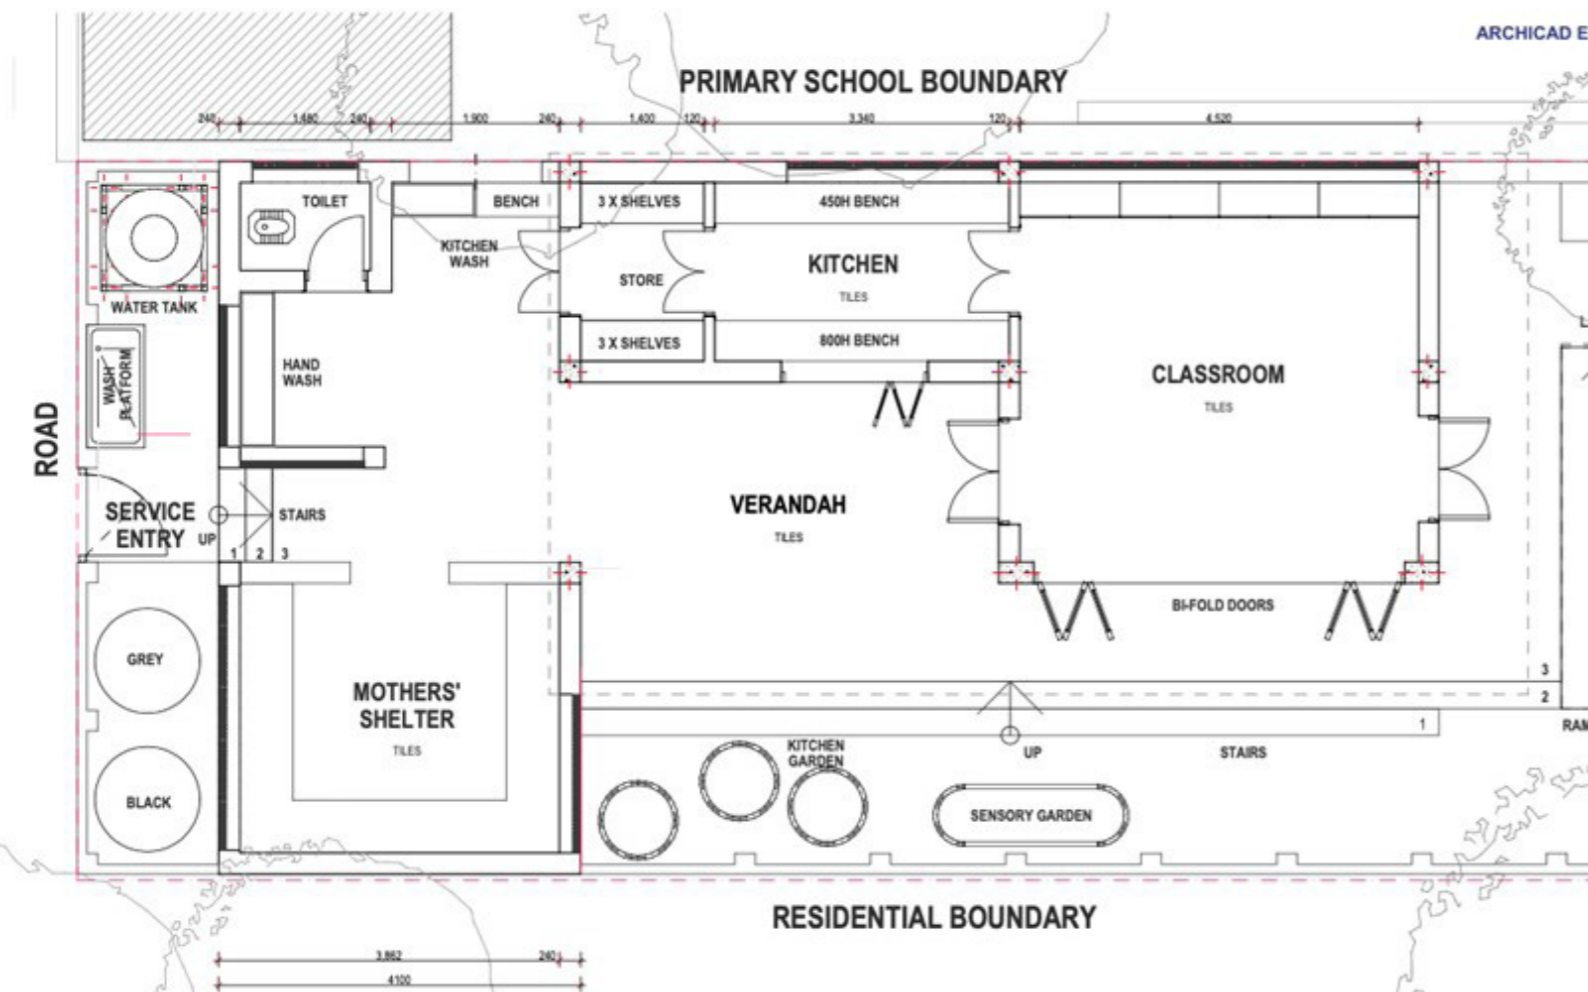 ARCHICAD E
PRIMARY SCHOOL BOUNDARY
240 1,480 240 1,900 240 1,400 120 3,340 120 4,520
TOILET
BENCH
3 X SHELVES
450H BENCH
KITCHEN
WASH
STORE
KITCHEN
TILES
WATER TANK
3 X SHELVES
800H BENCH
HAND
WASH
WASH
PLATFORM
CLASSROOM
TILES
ROAD
SERVICE
ENTRY
UP
STAIRS
1 2 3
VERANDAH
TILES
BI-FOLD DOORS
GREY
MOTHERS'
SHELTER
TILES
BLACK
3
2
1
RAM
KITCHEN
GARDEN
UP
STAIRS
SENSORY GARDEN
RESIDENTIAL BOUNDARY
3,862 240
4100